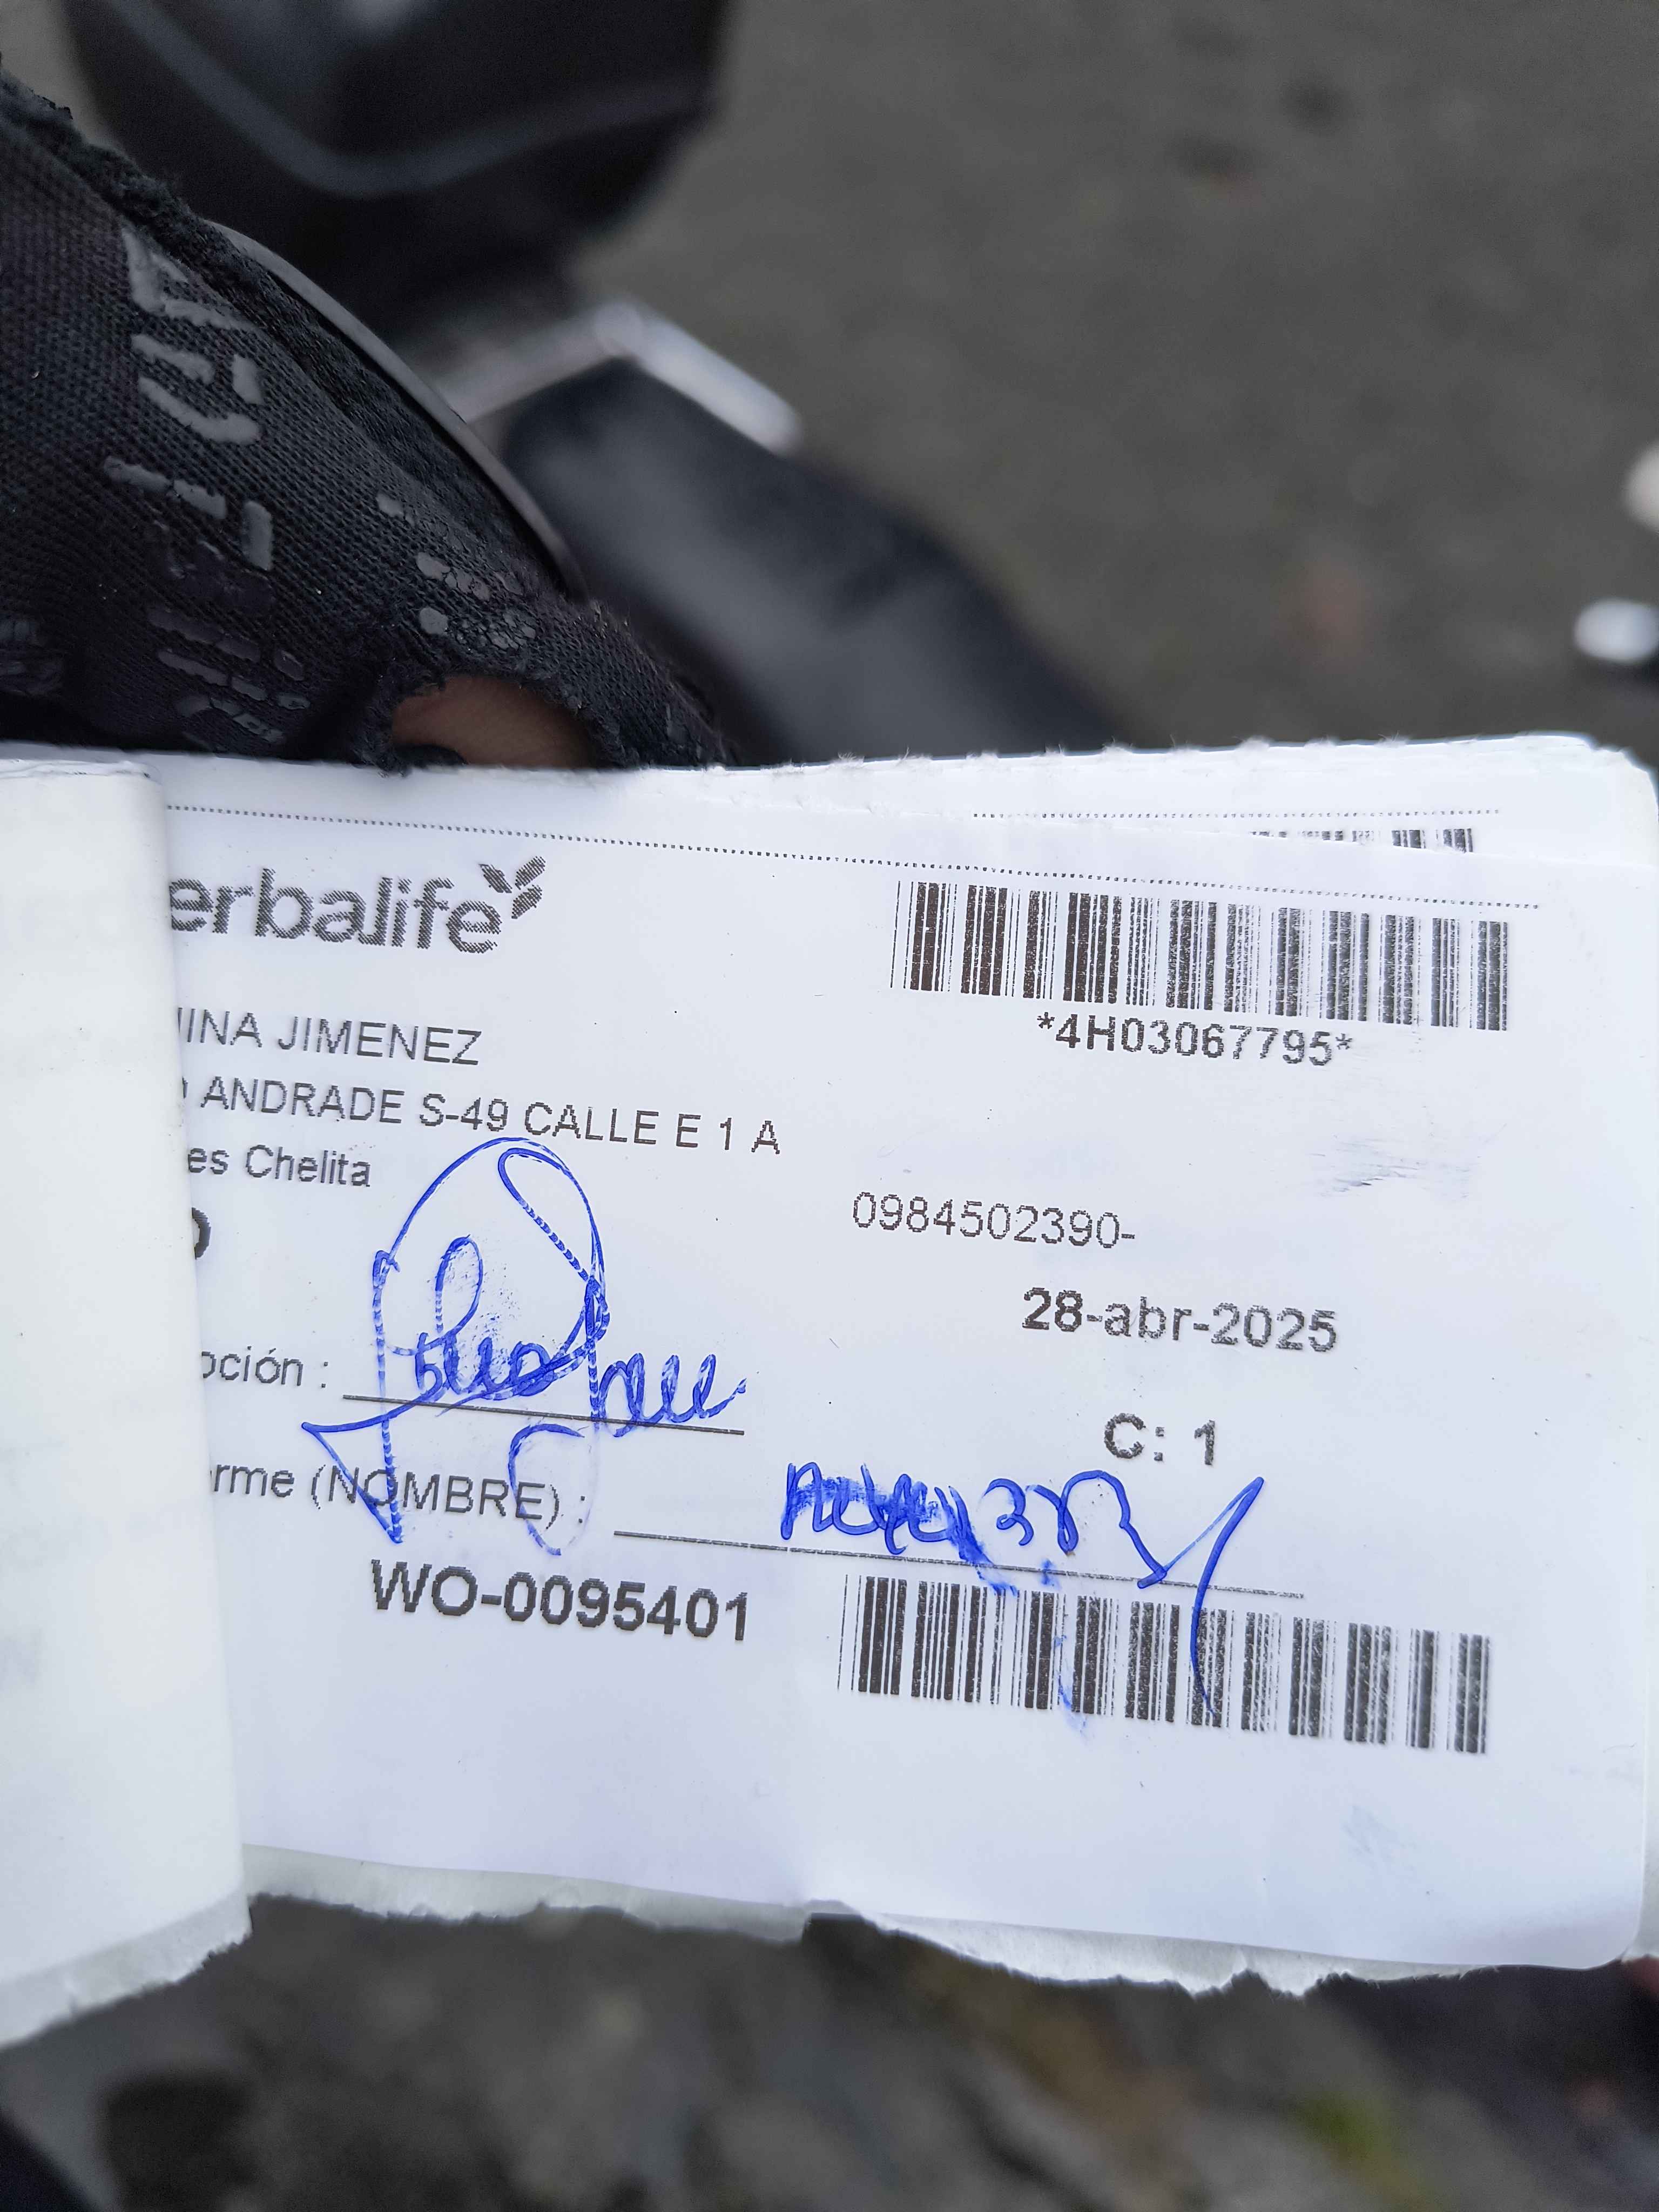 erbalife
*4H03067795*
INA JIMENEZ
ANDRADE S-49 CALLE E 1 A
es Chelita
0984502390-
28-abr-2025
pción :
C: 1
rme (NOMBRE) :
WO-0095401